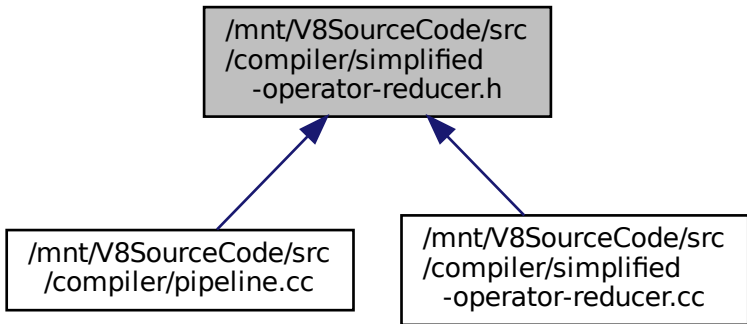 /mnt/V8SourceCode/src
/compiler/simplified
-operator-reducer.h
/mnt/V8SourceCode/src
/compiler/pipeline.cc
/mnt/V8SourceCode/src
/compiler/simplified
-operator-reducer.cc